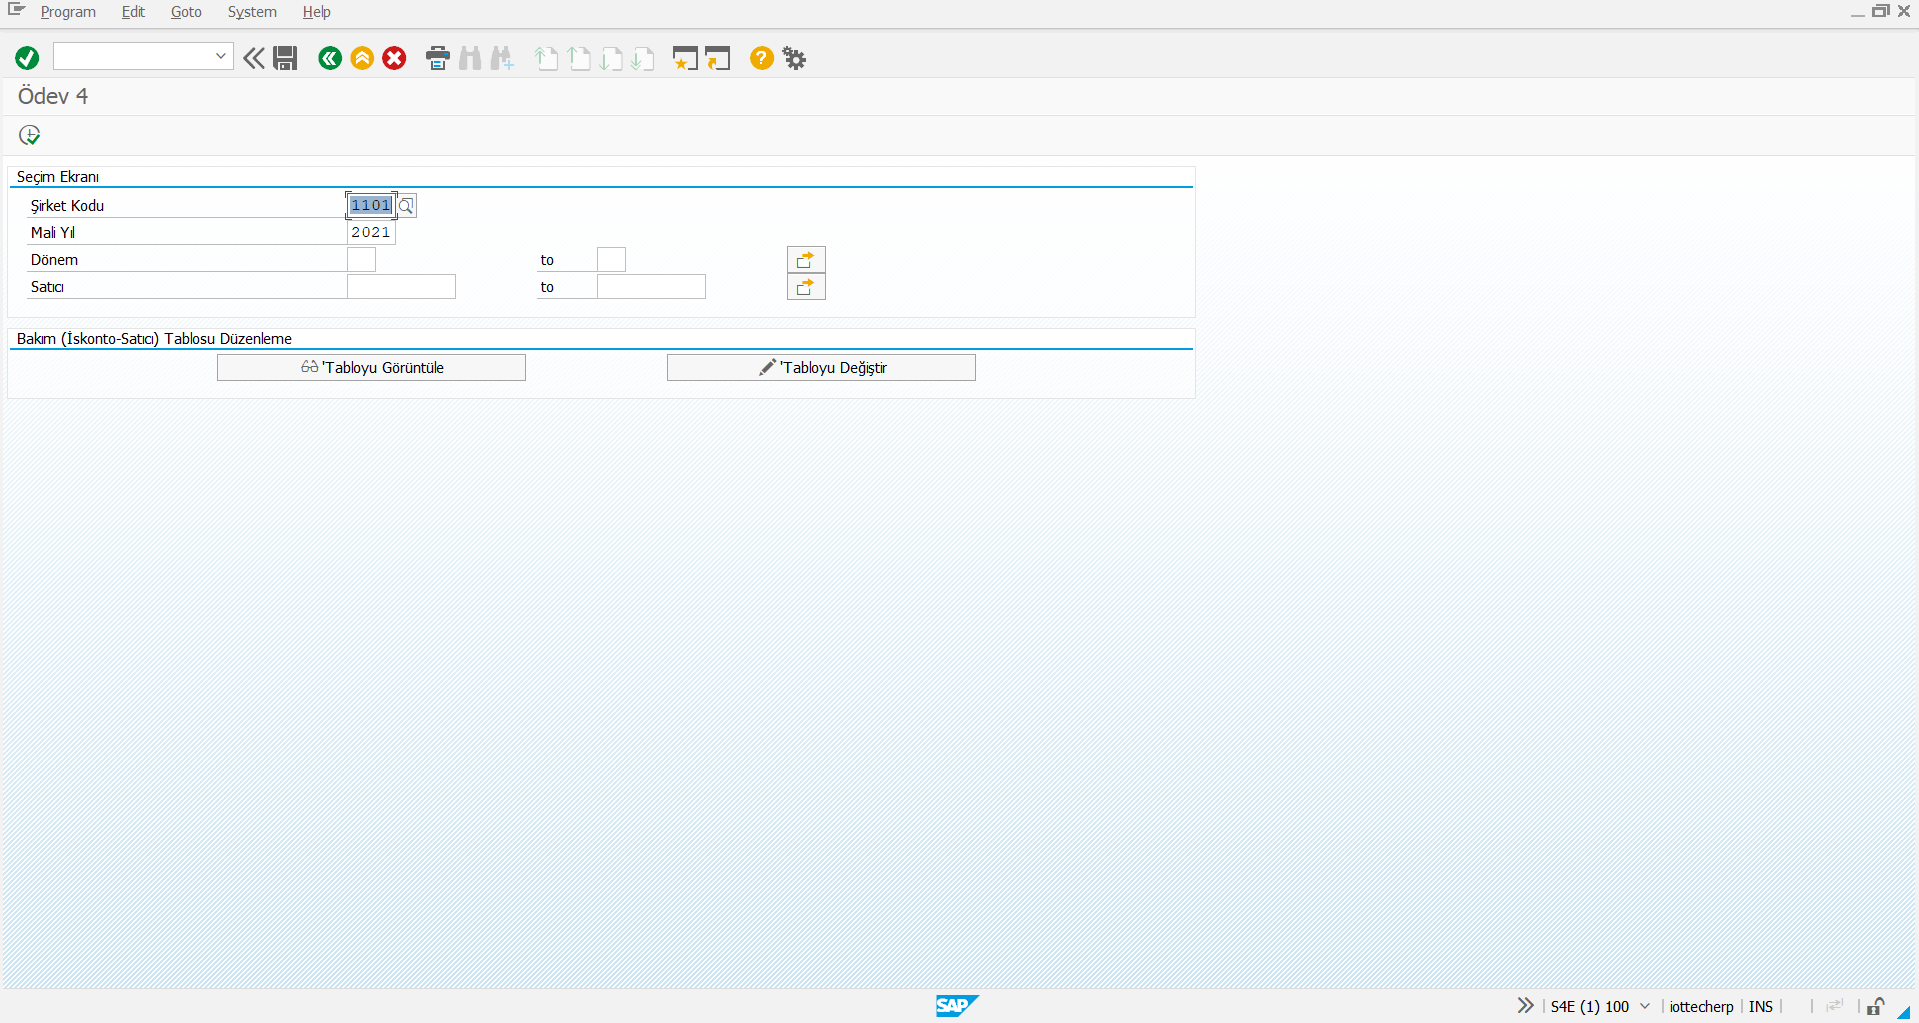 Program Edit Goto System Help
Ödev 4
Seçim Ekranı
Şirket Kodu 1101
Mali Yıl 2021
Dönem to
Satıcı to
Bakım (İskonto-Satıcı) Tablosu Düzenleme
'Tabloyu Görüntüle 'Tabloyu Değiştir
SAP S4E (1) 100 iottecherp INS